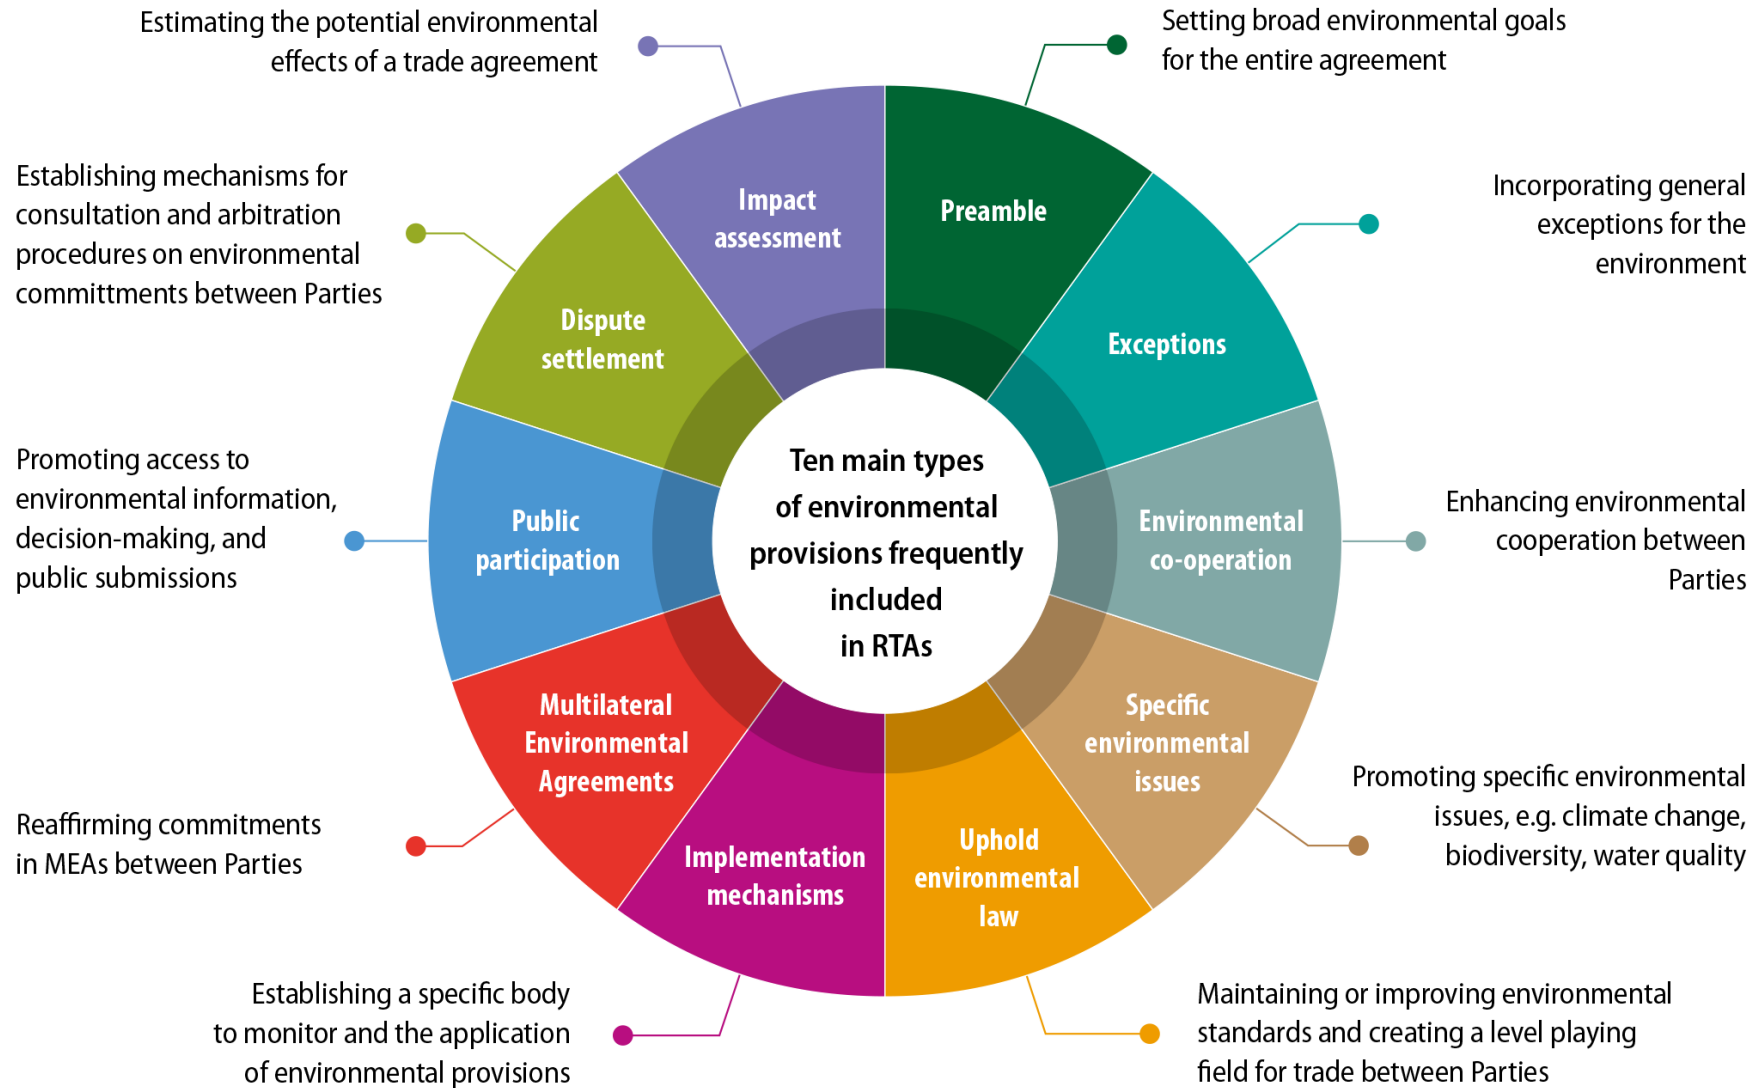 Estimating the potential environmental
effects of a trade agreement
Setting broad environmental goals
for the entire agreement
Establishing mechanisms for
consultation and arbitration
procedures on environmental
committments between Parties
Incorporating general
exceptions for the
environment
Promoting access to
environmental information,
decision-making, and
public submissions
Enhancing environmental
cooperation between
Parties
Reaffirming commitments
in MEAs between Parties
Promoting specific environmental
issues, e.g. climate change,
biodiversity, water quality
Establishing a specific body
to monitor and the application
of environmental provisions
Maintaining or improving environmental
standards and creating a level playing
field for trade between Parties
Impact
assessment
Preamble
Dispute
settlement
Exceptions
Public
participation
Environmental
co-operation
Multilateral
Environmental
Agreements
Specific
environmental
issues
Implementation
mechanisms
Uphold
environmental
law
Ten main types
of environmental
provisions frequently
included
in RTAs